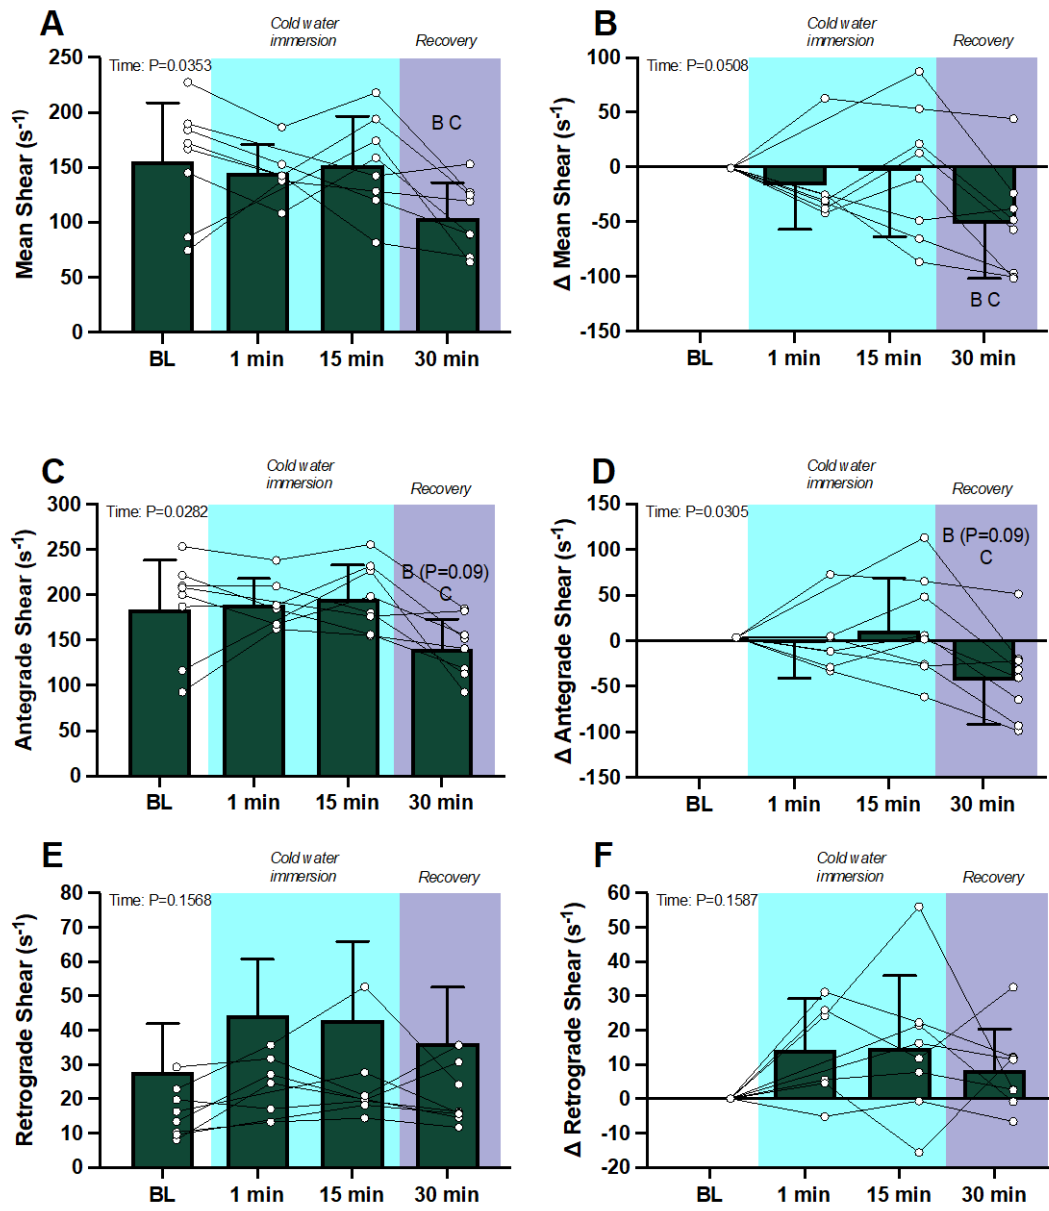 A
Cold water
immersion
Recovery
Time: P=0.0353
B C
Mean Shear (s-1)
250
200
150
100
50
0
BL
1 min
15 min
30 min
B
Cold water
immersion
Recovery
Time: P=0.0508
B C
Δ Mean Shear (s-1)
100
50
0
-50
-100
-150
BL
1 min
15 min
30 min
C
Cold water
immersion
Recovery
Time: P=0.0282
B (P=0.09)
C
Antegrade Shear (s-1)
300
250
200
150
100
50
0
BL
1 min
15 min
30 min
D
Cold water
immersion
Recovery
Time: P=0.0305
B (P=0.09)
C
Δ Antegrade Shear (s-1)
150
100
50
0
-50
-100
-150
BL
1 min
15 min
30 min
E
Cold water
immersion
Recovery
Time: P=0.1568
Retrograde Shear (s-1)
80
70
60
50
40
30
20
10
0
BL
1 min
15 min
30 min
F
Cold water
immersion
Recovery
Time: P=0.1587
Δ Retrograde Shear (s-1)
60
50
40
30
20
10
0
-10
-20
BL
1 min
15 min
30 min